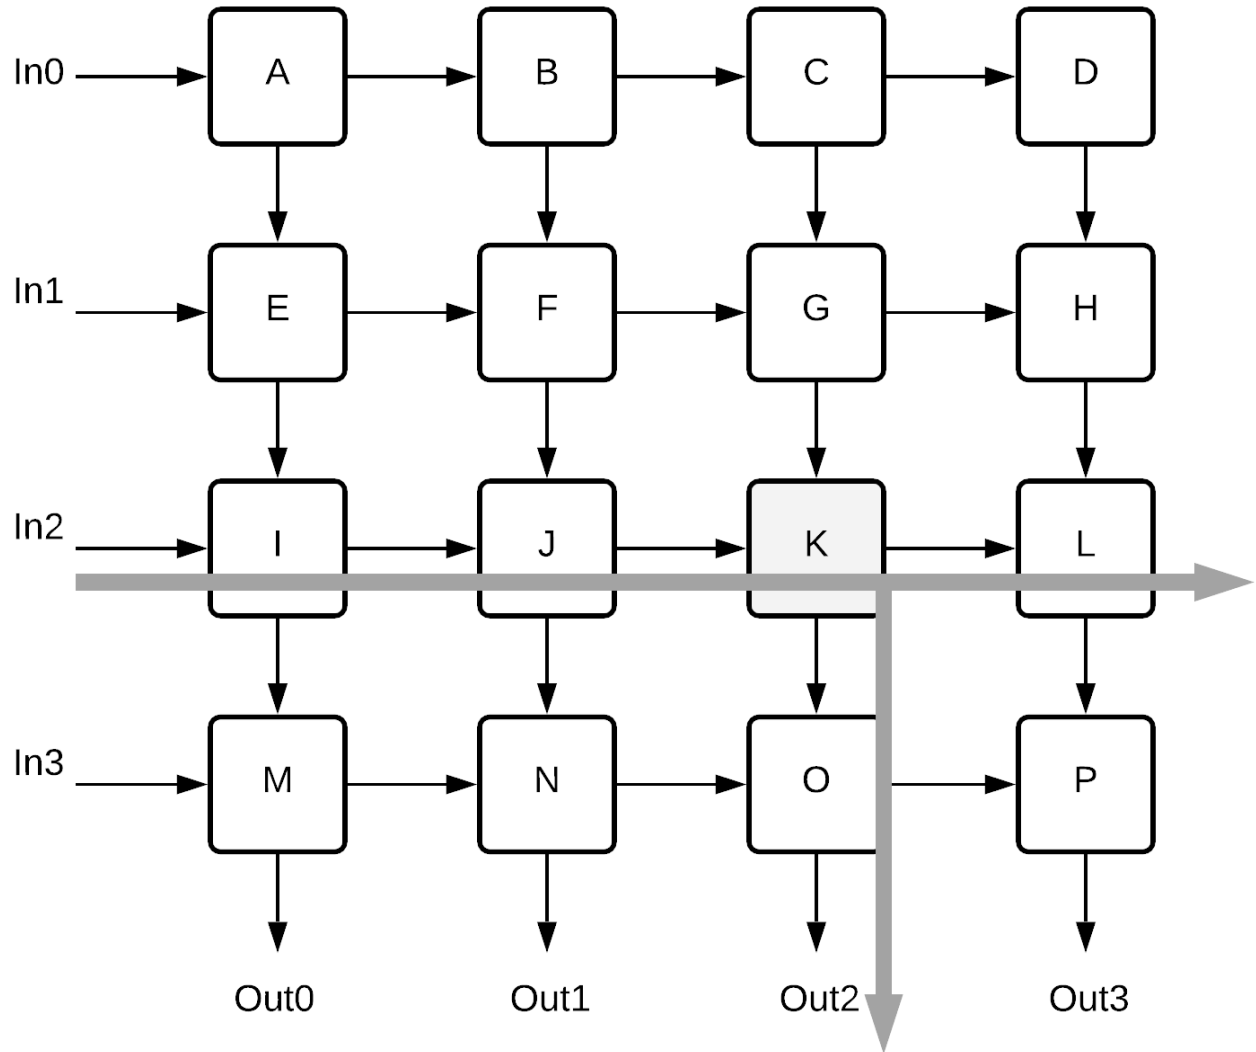 In0 A B C D
In1 E F G H
In2 I J K L
In3 M N O P
Out0 Out1 Out2 Out3